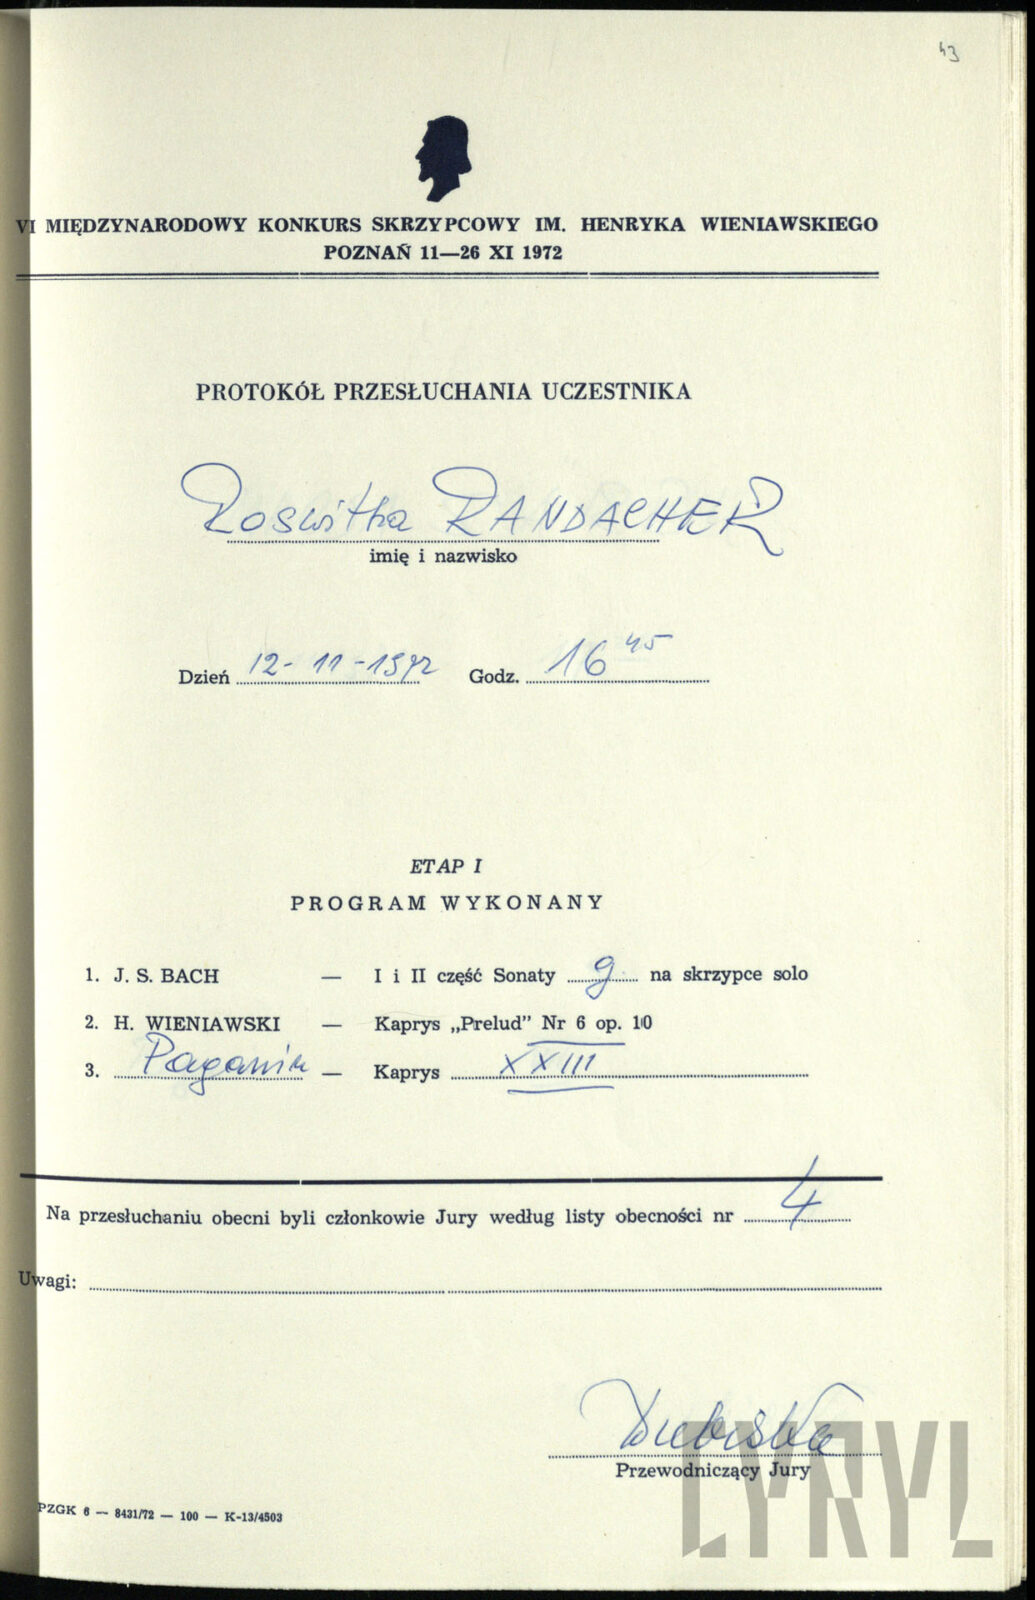 43
VI MIĘDZYNARODOWY KONKURS SKRZYPCOWY IM. HENRYKA WIENIAWSKIEGO
POZNAŃ 11—26 XI 1972
PROTOKÓŁ PRZESŁUCHANIA UCZESTNIKA
Roswitha RANDACHER
imię i nazwisko
Dzień 12-11-1972 Godz. 16 45
ETAP I
PROGRAM WYKONANY
1. J. S. BACH — I i II część Sonaty g na skrzypce solo
2. H. WIENIAWSKI — Kaprys „Prelud” Nr 6 op. 10
3. Paganini — Kaprys XXIII
Na przesłuchaniu obecni byli członkowie Jury według listy obecności nr 4
Uwagi:
Dubiska
Przewodniczący Jury
PZGK 6 — 8431/72 — 100 — K-13/4503
CYRYL